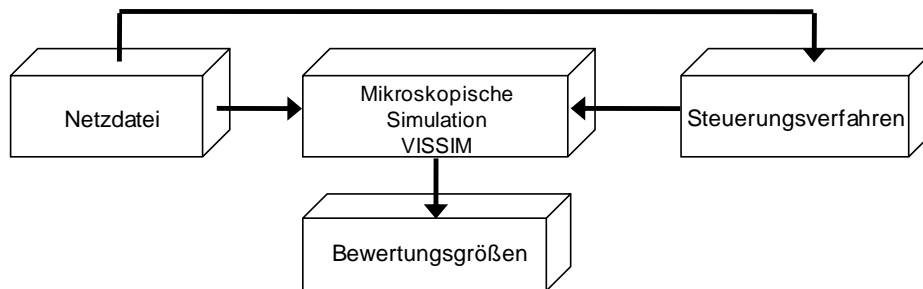 Netzdatei
Mikroskopische
Simulation
VISSIM
Steuerungsverfahren
Bewertungsgrößen